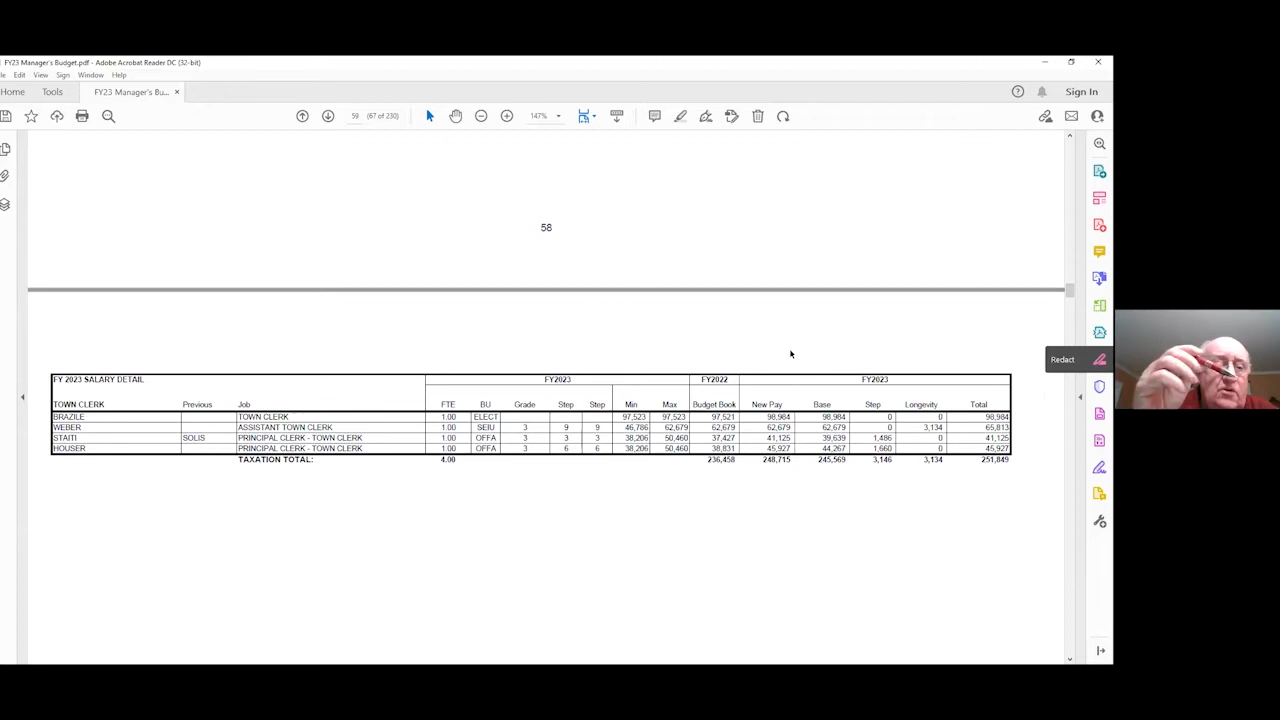 FY23 Manager's Budget.pdf - Adobe Acrobat Reader DC (32-bit)
le Edit View Sign Window Help
Home Tools FY23 Manager's Bu... × Sign In
59 (67 of 230) 147%
58
Redact
FY 2023 SALARY DETAIL FY2023 FY2022 FY2023
TOWN CLERK Previous Job FTE BU Grade Step Step Min Max Budget Book New Pay Base Step Longevity Total
BRAZILE TOWN CLERK 1.00 ELECT 97,523 97,523 97,521 98,984 98,984 0 0 98,984
WEBER ASSISTANT TOWN CLERK 1.00 SEIU 3 9 9 46,786 62,679 62,679 62,679 62,679 0 3,134 65,813
STAITI SOLIS PRINCIPAL CLERK - TOWN CLERK 1.00 OFFA 3 3 3 38,206 50,460 37,427 41,125 39,639 1,486 0 41,125
HOUSER PRINCIPAL CLERK - TOWN CLERK 1.00 OFFA 3 6 6 38,206 50,460 38,831 45,927 44,267 1,660 0 45,927
TAXATION TOTAL: 4.00 236,458 248,715 245,569 3,146 3,134 251,849